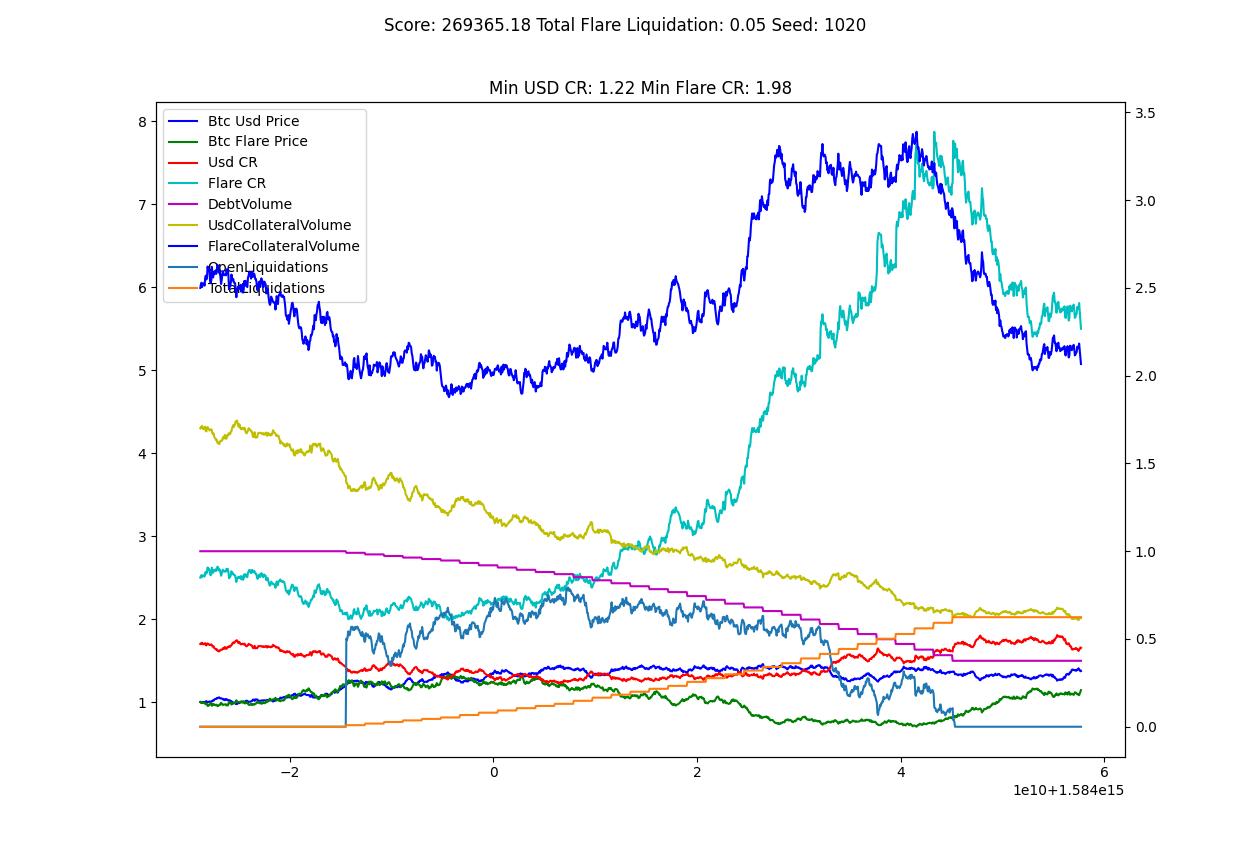 Score: 269365.18 Total Flare Liquidation: 0.05 Seed: 1020
Min USD CR: 1.22 Min Flare CR: 1.98
Btc Usd Price
Btc Flare Price
Usd CR
Flare CR
DebtVolume
UsdCollateralVolume
FlareCollateralVolume
OpenLiquidations
TotalLiquidations
8
7
6
5
4
3
2
1
3.5
3.0
2.5
2.0
1.5
1.0
0.5
0.0
−2
0
2
4
6
1e10+1.584e15